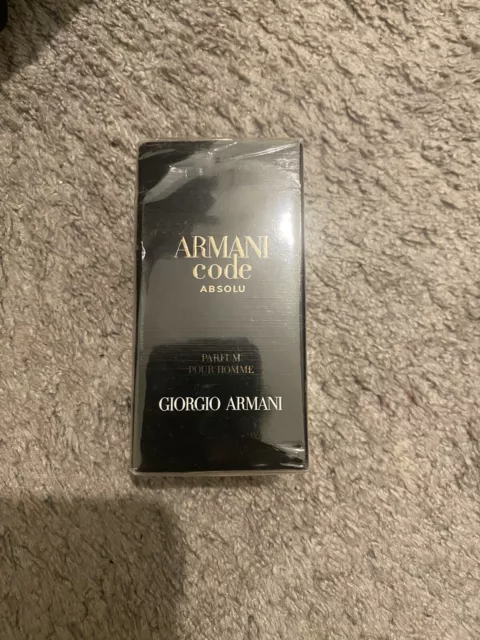 ARMANI
code
ABSOLU
PARFUM
POUR HOMME
GIORGIO ARMANI